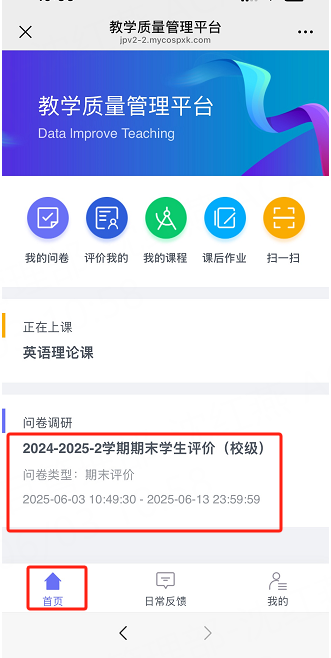 教学质量管理平台
jpv2-2.mycospxk.com
教学质量管理平台
Data Improve Teaching
我的问卷 评价我的 我的课程 课后作业 扫一扫
正在上课
英语理论课
问卷调研
2024-2025-2学期期末学生评价（校级）
问卷类型：期末评价
2025-06-03 10:49:30 - 2025-06-13 23:59:59
首页 日常反馈 我的